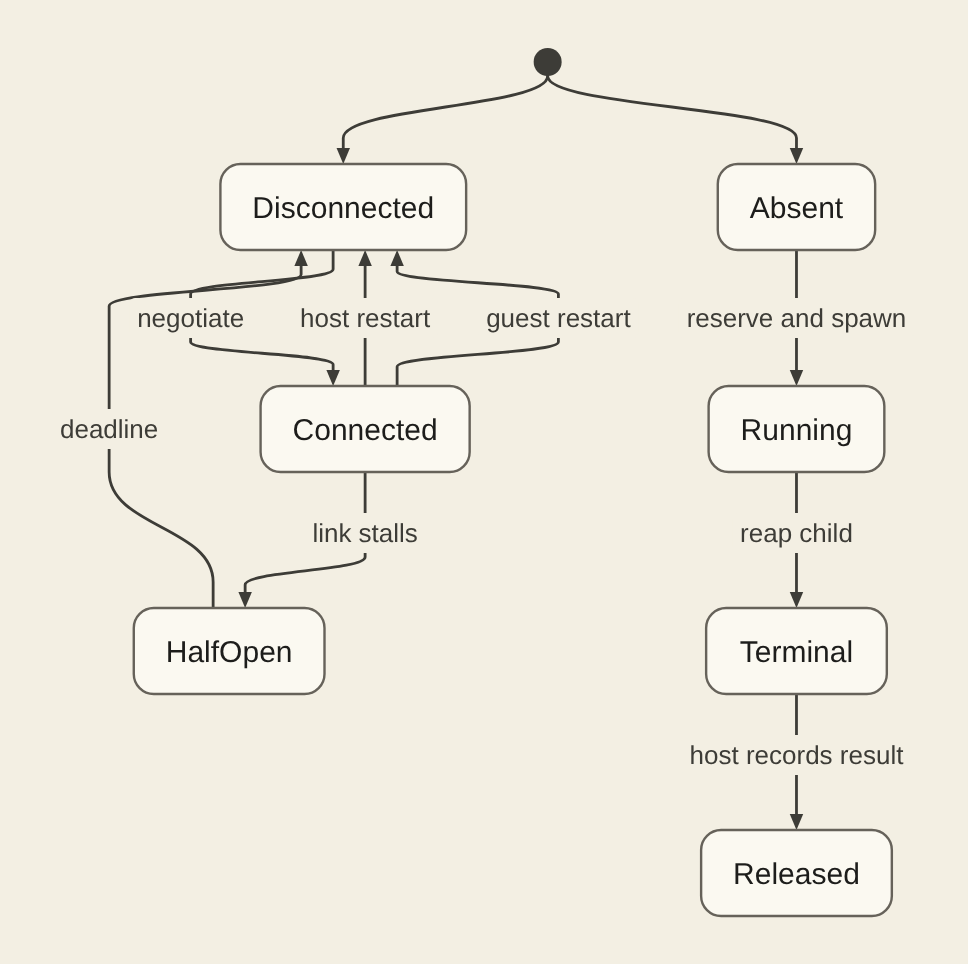 Disconnected
Absent
negotiate
host restart
guest restart
reserve and spawn
deadline
Connected
Running
link stalls
reap child
HalfOpen
Terminal
host records result
Released